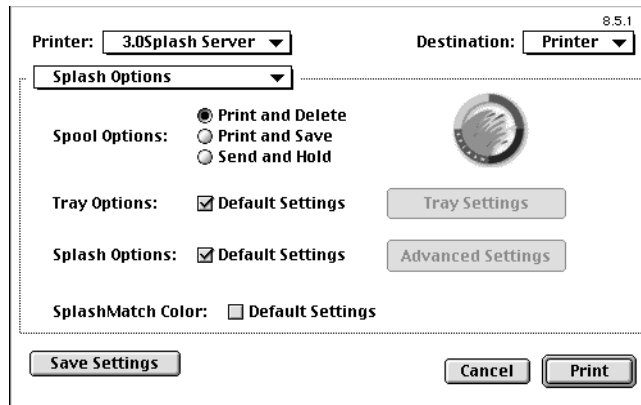 8.5.1
Printer: 3.0Splash Server Destination: Printer
Splash Options
Print and Delete
Spool Options: Print and Save
Send and Hold
Tray Options: Default Settings Tray Settings
Splash Options: Default Settings Advanced Settings
SplashMatch Color: Default Settings
Save Settings Cancel Print